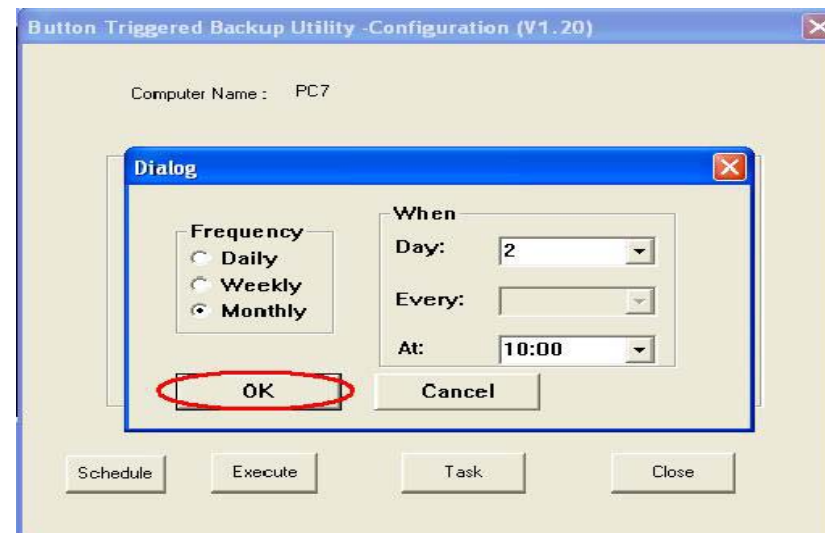 Button Triggered Backup Utility -Configuration (V1.20)
Computer Name : PC7
Dialog
Frequency
Daily
Weekly
Monthly
When
Day: 2
Every:
At: 10:00
OK Cancel
Schedule Execute Task Close